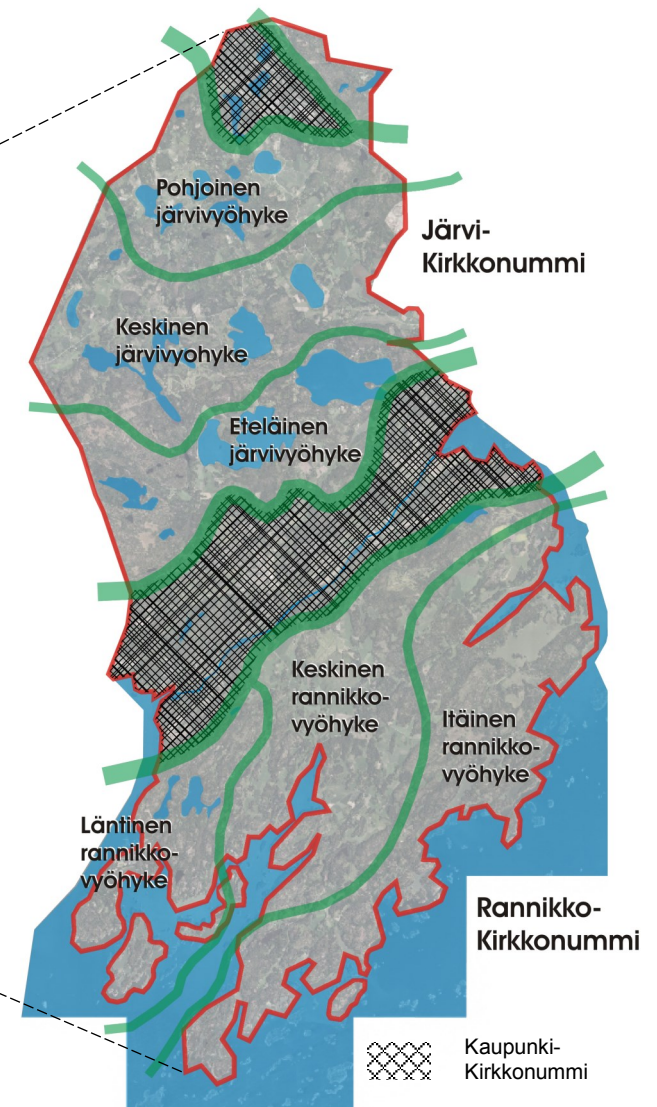 Pohjoinen
järvivyöhyke
Järvi-
Kirkkonummi
Keskinen
järvivyohyke
Eteläinen
järvivyöhyke
Keskinen
rannikko-
vyöhyke
Itäinen
rannikko-
vyöhyke
Läntinen
rannikko-
vyöhyke
Rannikko-
Kirkkonummi
Kaupunki-
Kirkkonummi